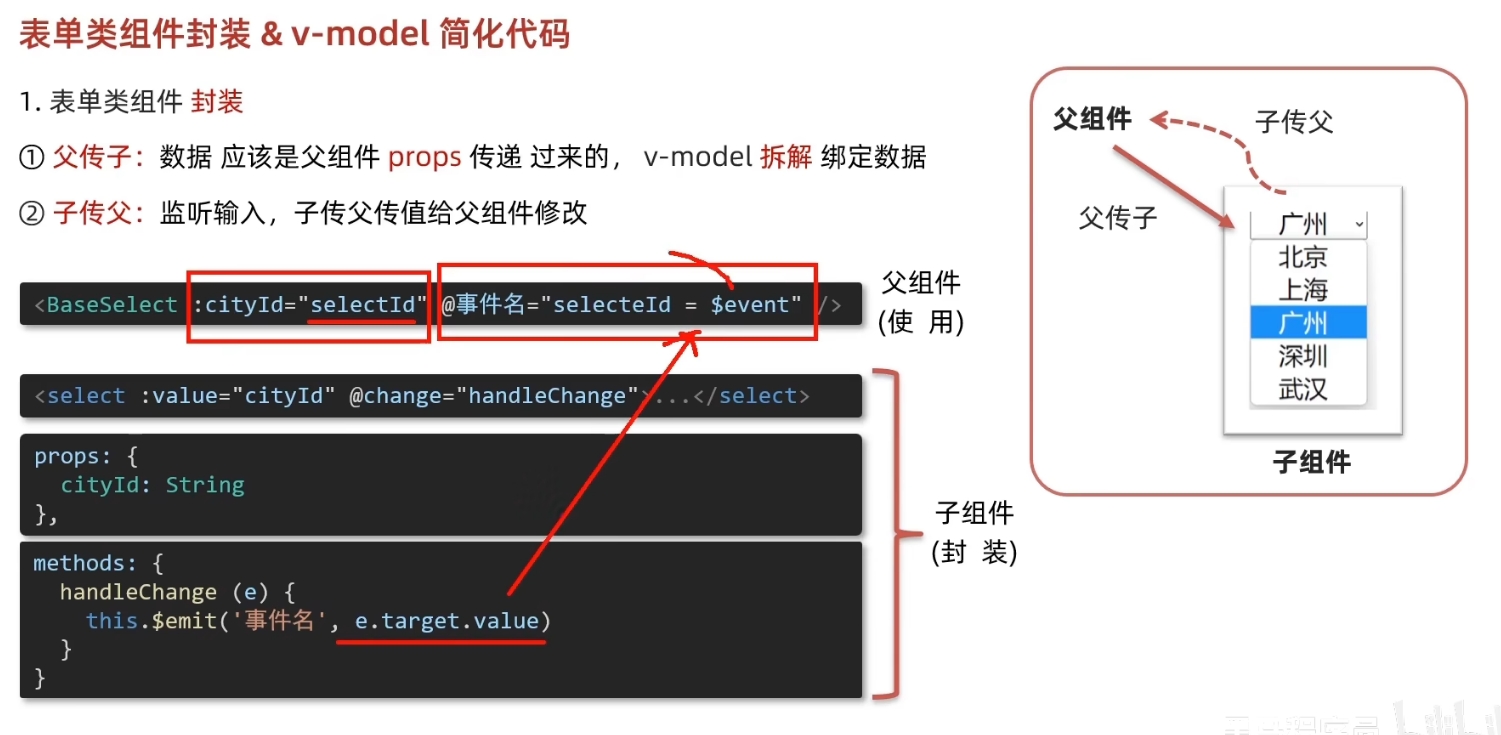 表单类组件封装 & v-model 简化代码
1. 表单类组件 封装
① 父传子：数据 应该是父组件 props 传递 过来的， v-model 拆解 绑定数据
② 子传父：监听输入，子传父传值给父组件修改
<BaseSelect :cityId="selectId" @事件名="selecteId = $event" />
父组件
(使 用)
<select :value="cityId" @change="handleChange">...</select>
props: {
cityId: String
},
methods: {
handleChange (e) {
this.$emit('事件名', e.target.value)
}
}
子组件
(封 装)
父组件
子传父
父传子
广州
北京
上海
广州
深圳
武汉
子组件